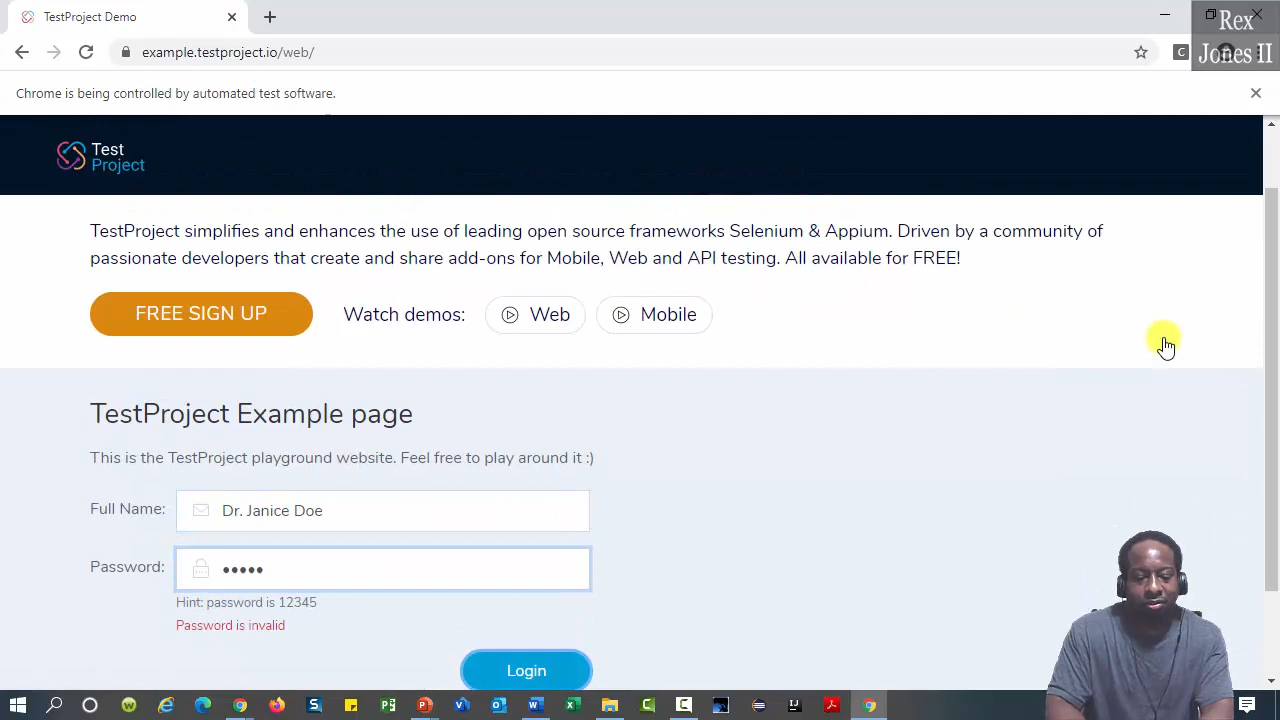 TestProject Demo
Rex
Jones II
example.testproject.io/web/
C
Chrome is being controlled by automated test software.
Test
Project
TestProject simplifies and enhances the use of leading open source frameworks Selenium & Appium. Driven by a community of
passionate developers that create and share add-ons for Mobile, Web and API testing. All available for FREE!
FREE SIGN UP
Watch demos:
Web
Mobile
TestProject Example page
This is the TestProject playground website. Feel free to play around it :)
Full Name:
Dr. Janice Doe
Password:
•••••
Hint: password is 12345
Password is invalid
Login